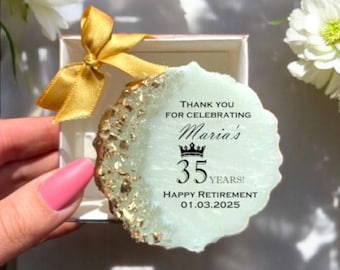 Thank you
for celebrating
Maria's
35 years!
Happy Retirement
01.03.2025